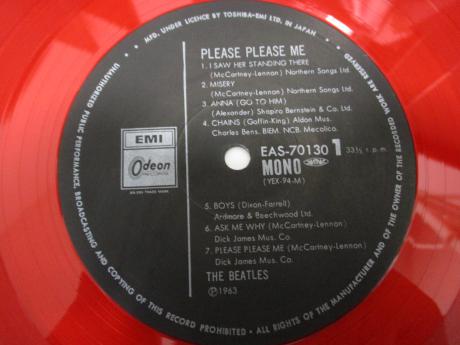 MFD. UNDER LICENCE BY TOSHIBA-EMI LTD. IN JAPAN • UNAUTHORIZED PUBLIC PERFORMANCE, BROADCASTING AND COPYING OF THIS RECORD PROHIBITED • ALL RIGHTS OF THE MANUFACTURER AND OF THE OWNER OF THE RECORDED WORK ARE RESERVED •
PLEASE PLEASE ME
1. I SAW HER STANDING THERE
(McCartney-Lennon) Northern Songs Ltd.
2. MISERY
(McCartney-Lennon) Northern Songs Ltd.
3. ANNA (GO TO HIM)
(Alexander) Shapiro Bernstein & Co. Ltd.
4. CHAINS (Goffin-King) Aldon Mus.
Charles Bens. BIEM. NCB. Mecolico.
EMI
Odeon
EAS-70130 1 33⅓ r.p.m.
MONO
(YEX-94-M)
5. BOYS (Dixon-Farrell)
Ardmore & Beechwood Ltd.
6. ASK ME WHY (McCartney-Lennon)
Dick James Mus. Co.
7. PLEASE PLEASE ME (McCartney-Lennon)
Dick James Mus. Co.
THE BEATLES
Ⓟ1963